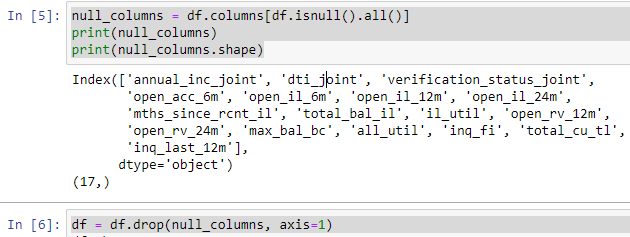 In [5]: null_columns = df.columns[df.isnull().all()]
print(null_columns)
print(null_columns.shape)
Index(['annual_inc_joint', 'dti_joint', 'verification_status_joint',
'open_acc_6m', 'open_il_6m', 'open_il_12m', 'open_il_24m',
'mths_since_rcnt_il', 'total_bal_il', 'il_util', 'open_rv_12m',
'open_rv_24m', 'max_bal_bc', 'all_util', 'inq_fi', 'total_cu_tl',
'inq_last_12m'],
dtype='object')
(17,)
In [6]: df = df.drop(null_columns, axis=1)